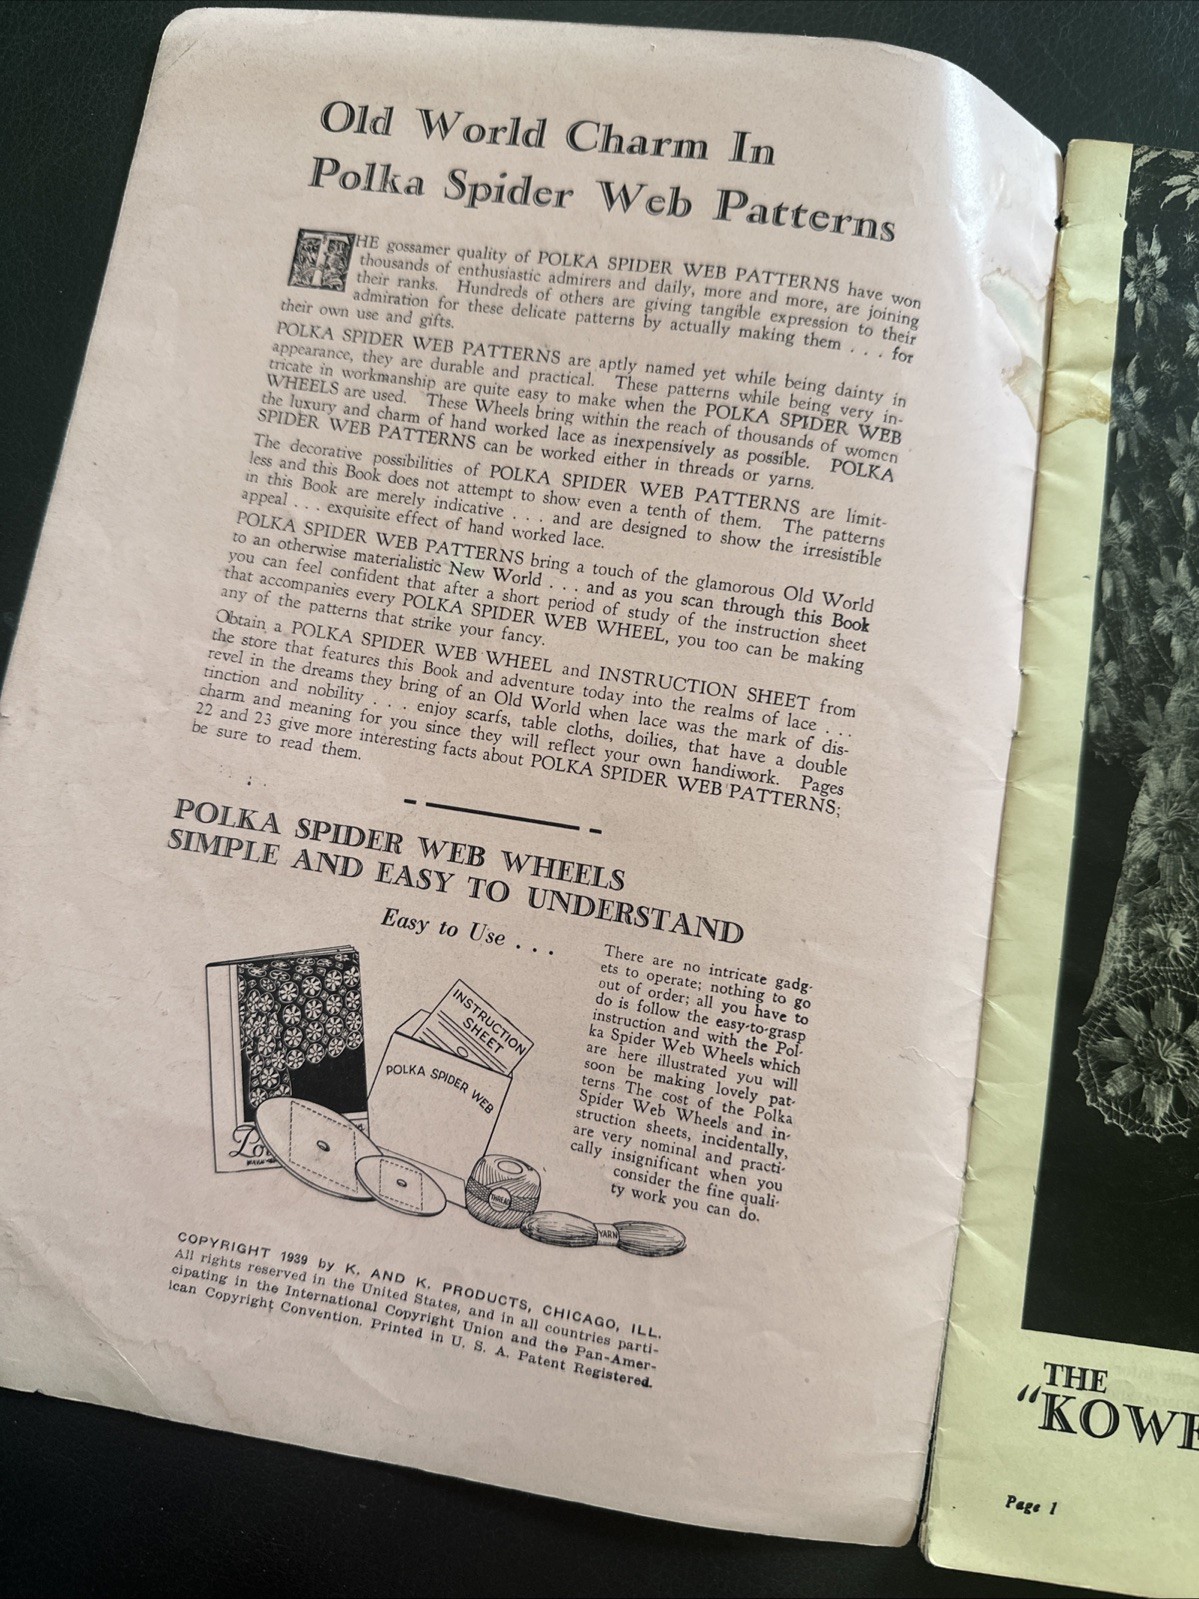 Old World Charm In
Polka Spider Web Patterns
THE gossamer quality of POLKA SPIDER WEB PATTERNS have won
thousands of enthusiastic admirers and daily, more and more, are joining
their ranks. Hundreds of others are giving tangible expression to their
admiration for these delicate patterns by actually making them . . . for
their own use and gifts.
POLKA SPIDER WEB PATTERNS are aptly named yet while being dainty in
appearance, they are durable and practical. These patterns while being very in-
tricate in workmanship are quite easy to make when the POLKA SPIDER WEB
WHEELS are used. These Wheels bring within the reach of thousands of women
the luxury and charm of hand worked lace as inexpensively as possible. POLKA
SPIDER WEB PATTERNS can be worked either in threads or yarns.
The decorative possibilities of POLKA SPIDER WEB PATTERNS are limit-
less and this Book does not attempt to show even a tenth of them. The patterns
in this Book are merely indicative . . . and are designed to show the irresistible
appeal . . . exquisite effect of hand worked lace.
POLKA SPIDER WEB PATTERNS bring a touch of the glamorous Old World
to an otherwise materialistic New World . . . and as you scan through this Book
you can feel confident that after a short period of study of the instruction sheet
that accompanies every POLKA SPIDER WEB WHEEL, you too can be making
any of the patterns that strike your fancy.
Obtain a POLKA SPIDER WEB WHEEL and INSTRUCTION SHEET from
the store that features this Book and adventure today into the realms of lace . . .
revel in the dreams they bring of an Old World when lace was the mark of dis-
tinction and nobility . . . enjoy scarfs, table cloths, doilies, that have a double
charm and meaning for you since they will reflect your own handiwork. Pages
22 and 23 give more interesting facts about POLKA SPIDER WEB PATTERNS;
be sure to read them.
POLKA SPIDER WEB WHEELS
SIMPLE AND EASY TO UNDERSTAND
Easy to Use . . .
There are no intricate gadg-
ets to operate; nothing to go
out of order; all you have to
do is follow the easy-to-grasp
instruction and with the Pol-
ka Spider Web Wheels which
are here illustrated you will
soon be making lovely pat-
terns The cost of the Polka
Spider Web Wheels and in-
struction sheets, incidentally,
are very nominal and practi-
cally insignificant when you
consider the fine quali-
ty work you can do.
INSTRUCTION
SHEET
POLKA SPIDER WEB
THREAD
YARN
COPYRIGHT 1939 by K. AND K. PRODUCTS, CHICAGO, ILL.
All rights reserved in the United States, and in all countries parti-
cipating in the International Copyright Union and the Pan-Amer-
ican Copyright Convention. Printed in U. S. A. Patent Registered.
THE
"KOWE
Page 1